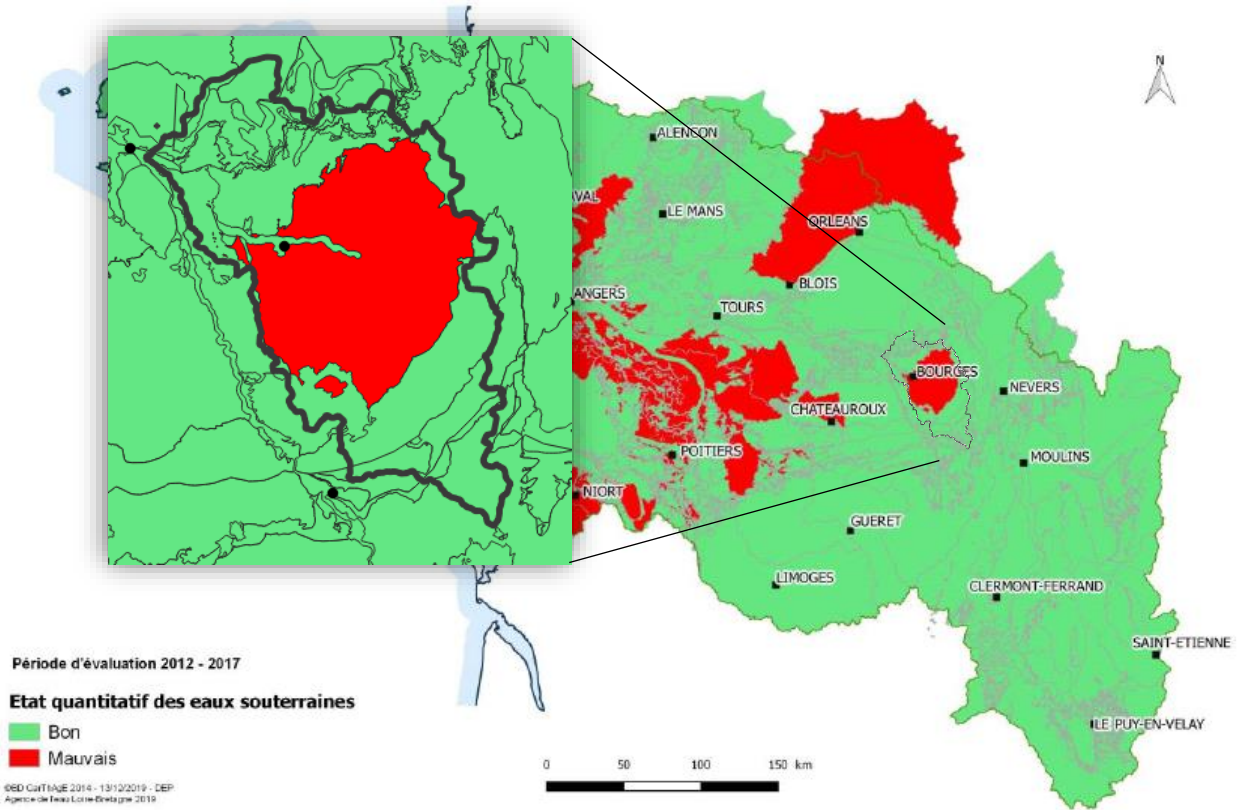 N
ALENCON
AVAL
LE MANS
ORLEANS
BLOIS
ANGERS
TOURS
BOURGES
NEVERS
CHATEAUROUX
MOULINS
POITIERS
NIORT
GUERET
LIMOGES
CLERMONT-FERRAND
SAINT-ETIENNE
LE PUY-EN-VELAY
Période d'évaluation 2012 - 2017
Etat quantitatif des eaux souterraines
Bon
Mauvais
0 50 100 150 km
©BD CarThAgE 2014 - 13/12/2019 - DEP
Agence de l'eau Loire-Bretagne 2019